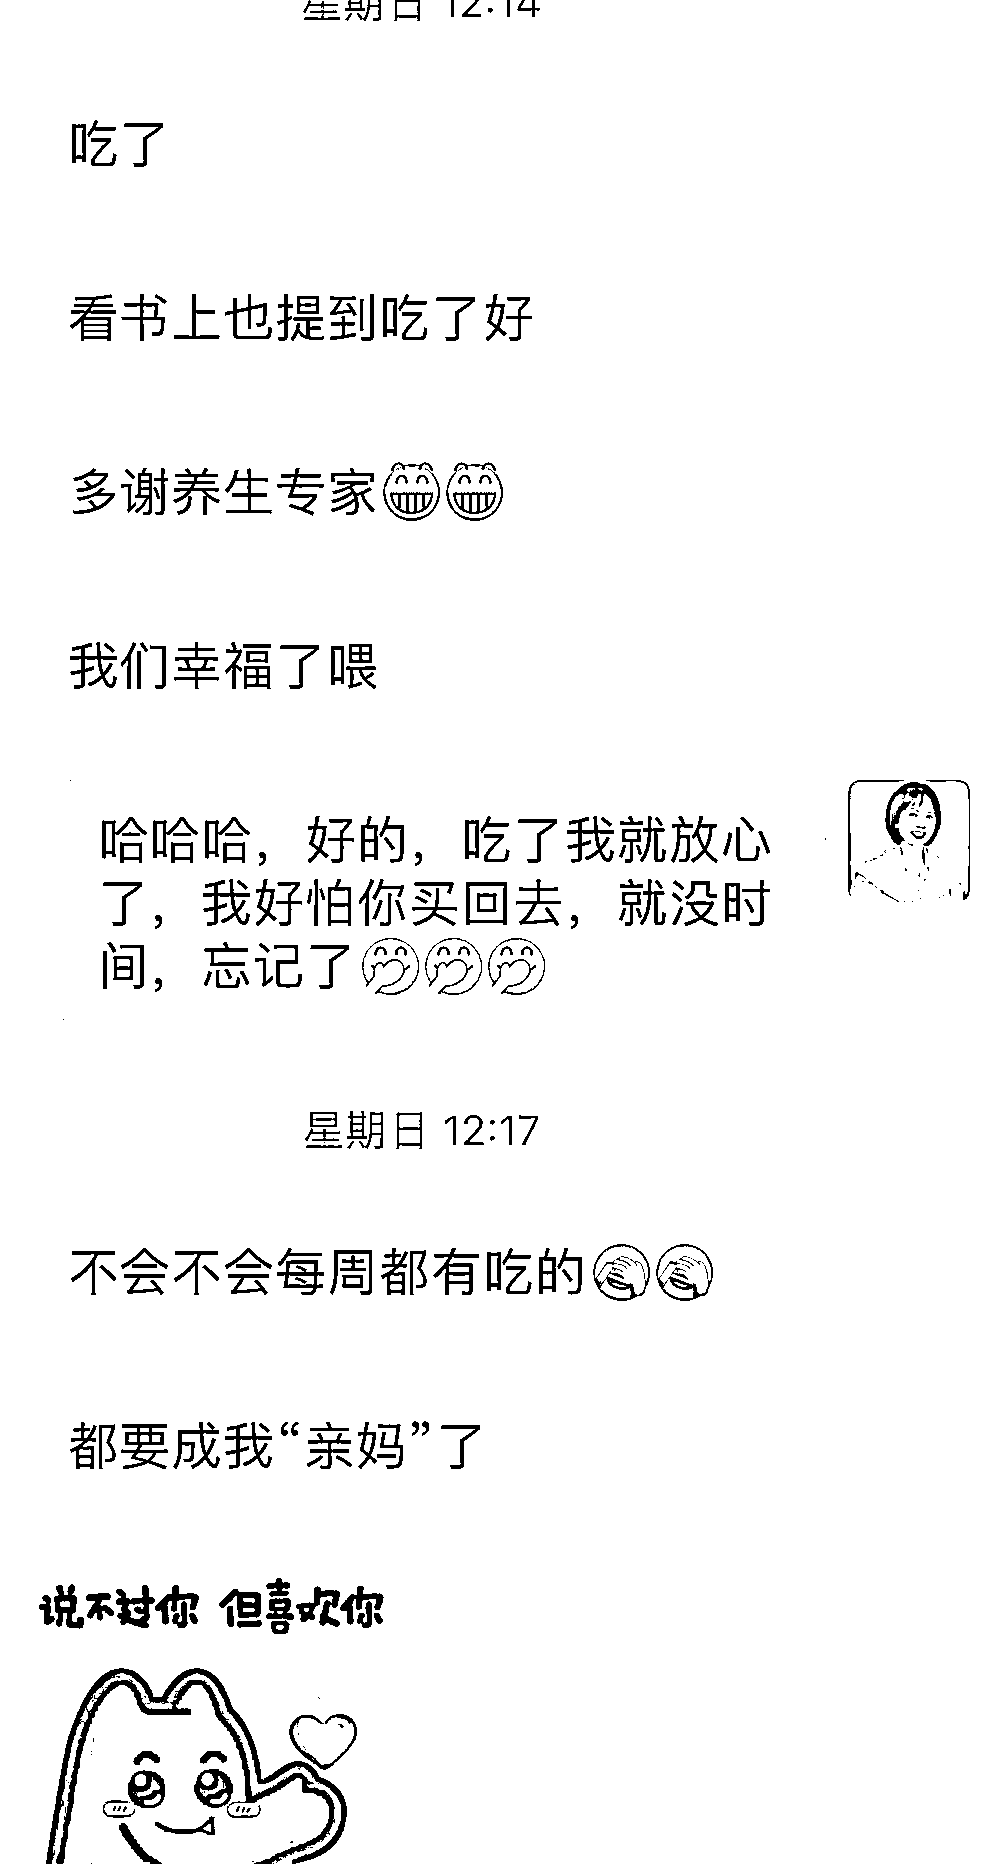 星期日 12:14
吃了
看书上也提到吃了好
多谢养生专家😁😁
我们幸福了喂
哈哈哈，好的，吃了我就放心
了，我好怕你买回去，就没时
间，忘记了🤭🤭🤭
星期日 12:17
不会不会每周都有吃的🤦🤦
都要成我“亲妈”了
说不过你 但喜欢你